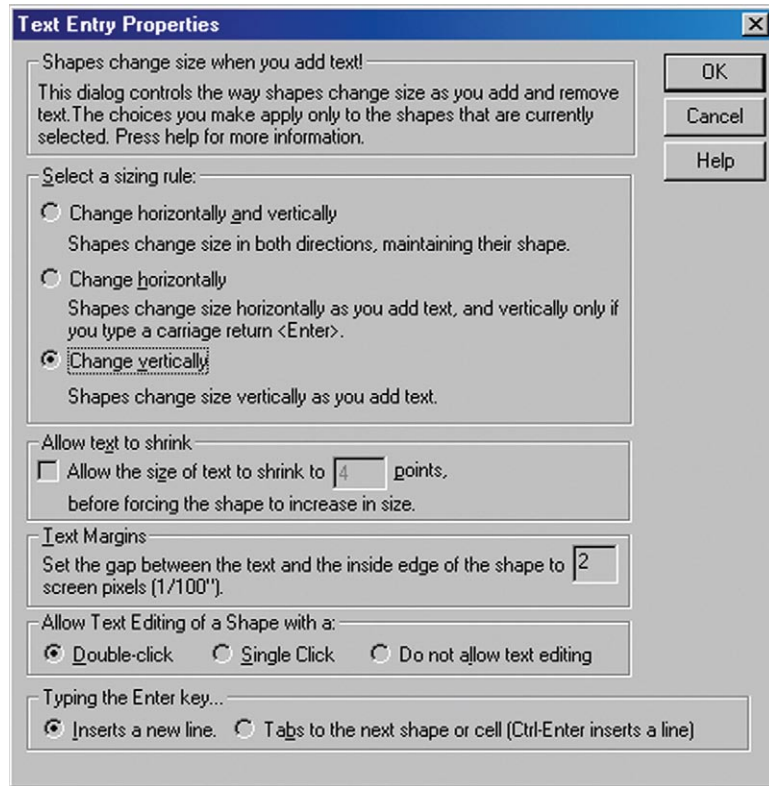 Text Entry Properties
Shapes change size when you add text!
This dialog controls the way shapes change size as you add and remove
text.The choices you make apply only to the shapes that are currently
selected. Press help for more information.
OK
Cancel
Help
Select a sizing rule:
Change horizontally and vertically
Shapes change size in both directions, maintaining their shape.
Change horizontally
Shapes change size horizontally as you add text, and vertically only if
you type a carriage return <Enter>.
Change vertically
Shapes change size vertically as you add text.
Allow text to shrink
Allow the size of text to shrink to 4 points,
before forcing the shape to increase in size.
Text Margins
Set the gap between the text and the inside edge of the shape to 2
screen pixels (1/100").
Allow Text Editing of a Shape with a:
Double-click Single Click Do not allow text editing
Typing the Enter key...
Inserts a new line. Tabs to the next shape or cell (Ctrl-Enter inserts a line)